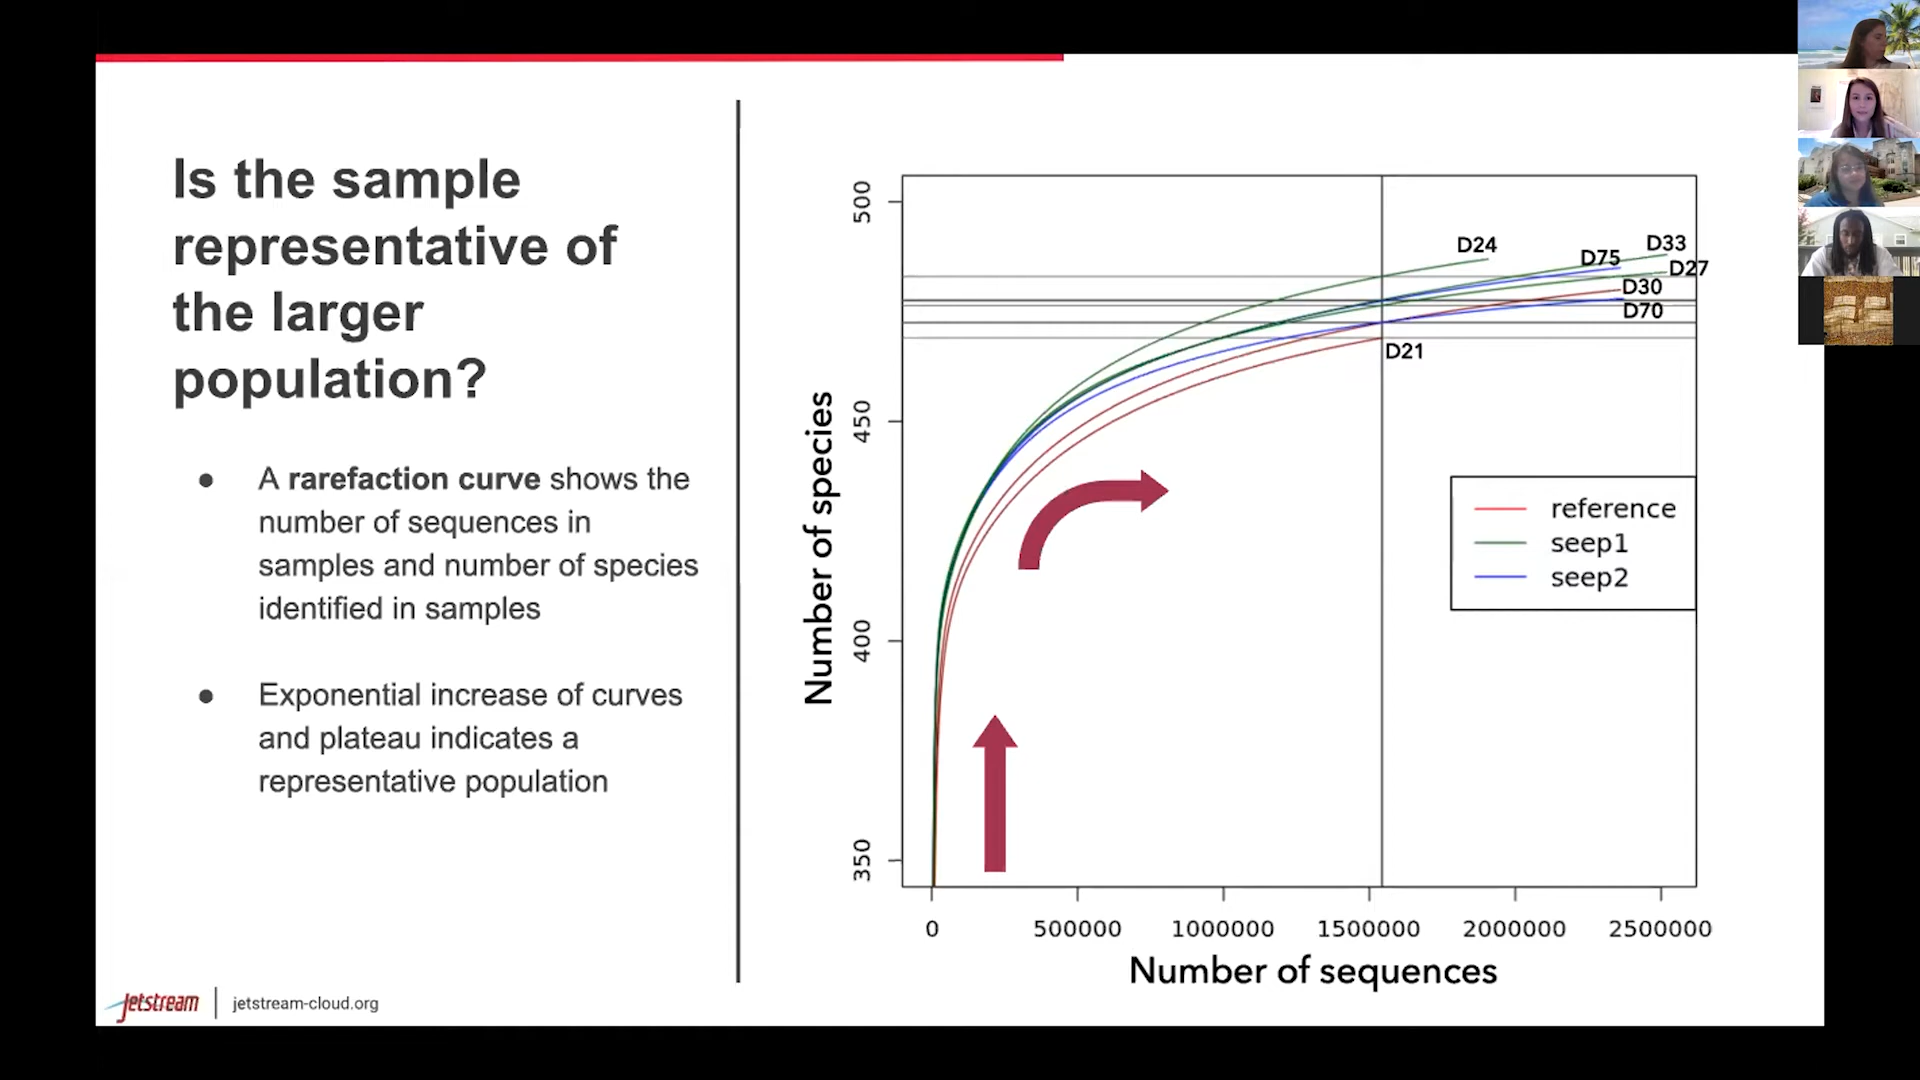 Is the sample
representative of
the larger
population?
● A rarefaction curve shows the
number of sequences in
samples and number of species
identified in samples
● Exponential increase of curves
and plateau indicates a
representative population
Jetstream
jetstream-cloud.org
Number of species
500
450
400
350
D24
D33
D75
D27
D30
D70
D21
reference
seep1
seep2
0 500000 1000000 1500000 2000000 2500000
Number of sequences